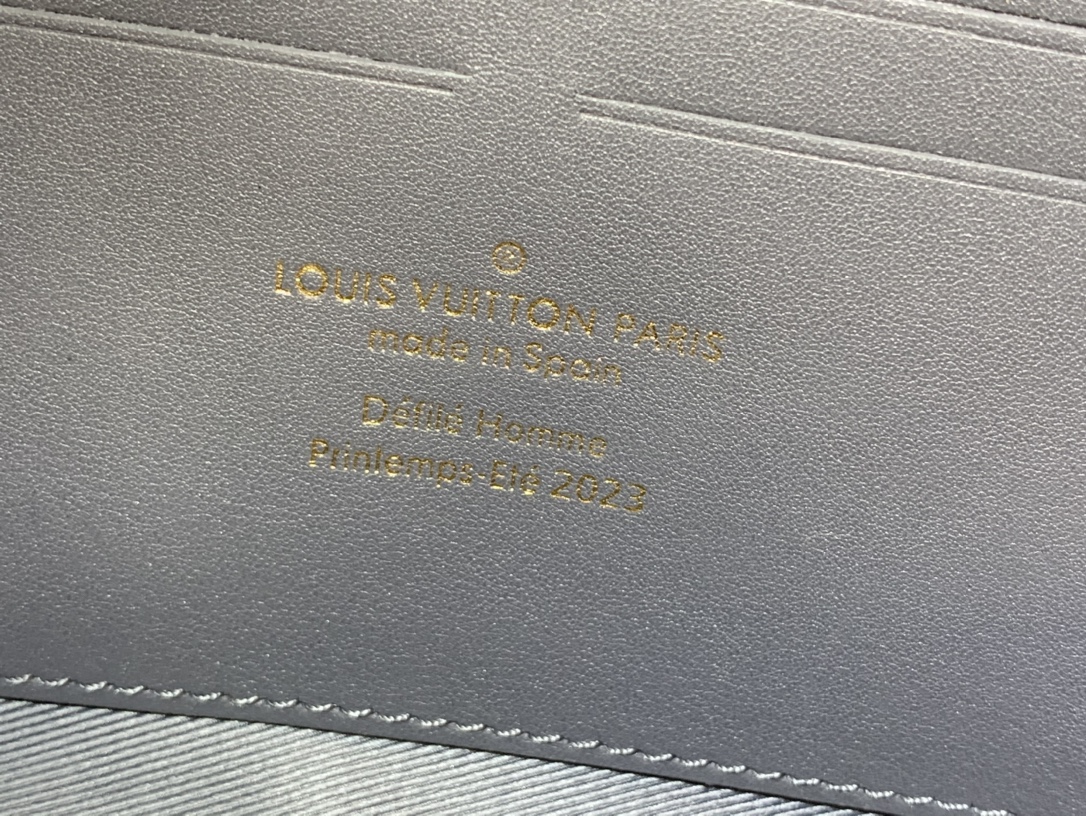 ®
LOUIS VUITTON PARIS
made in Spain
Défilé Homme
Printemps-Eté 2023